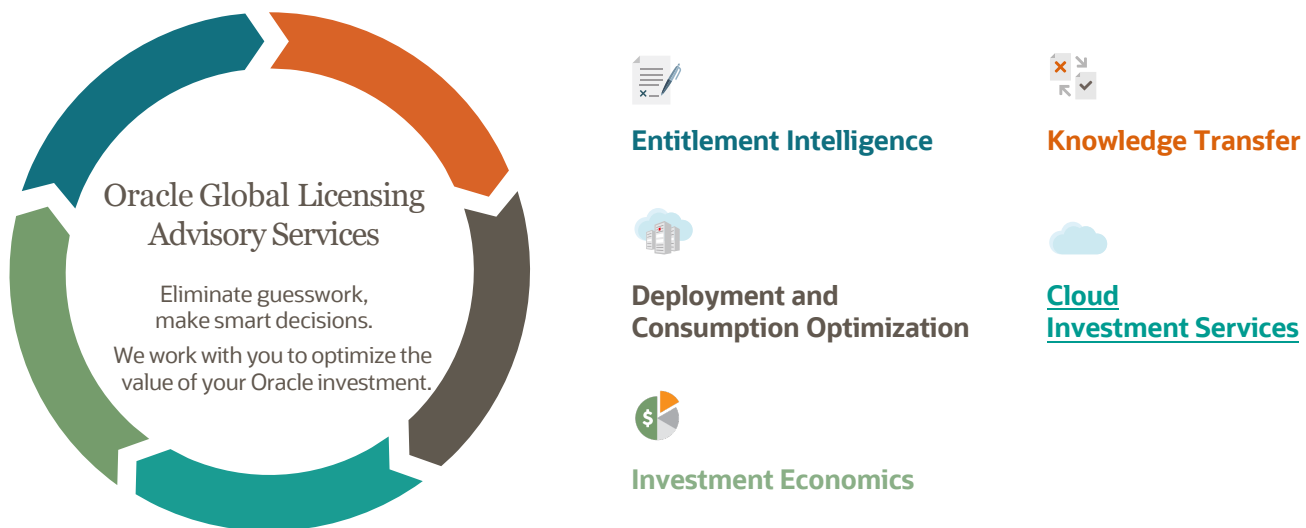 Oracle Global Licensing
Advisory Services
Eliminate guesswork,
make smart decisions.
We work with you to optimize the
value of your Oracle investment.
Entitlement Intelligence
Knowledge Transfer
Deployment and
Consumption Optimization
Cloud
Investment Services
$
Investment Economics